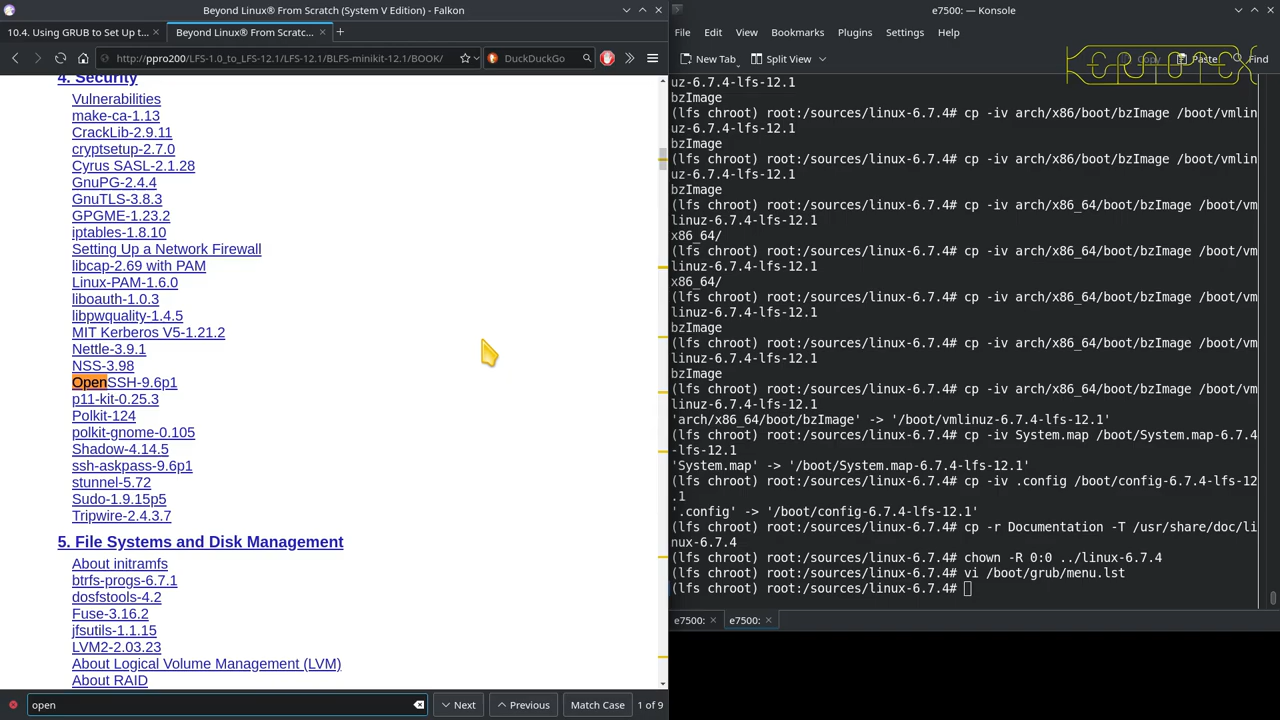 Beyond Linux® From Scratch (System V Edition) - Falkon
10.4. Using GRUB to Set Up t...
Beyond Linux® From Scratc...
http://ppro200/LFS-1.0_to_LFS-12.1/LFS-12.1/BLFS-minikit-12.1/BOOK/
DuckDuckGo
4. Security
Vulnerabilities
make-ca-1.13
CrackLib-2.9.11
cryptsetup-2.7.0
Cyrus SASL-2.1.28
GnuPG-2.4.4
GnuTLS-3.8.3
GPGME-1.23.2
iptables-1.8.10
Setting Up a Network Firewall
libcap-2.69 with PAM
Linux-PAM-1.6.0
liboauth-1.0.3
libpwquality-1.4.5
MIT Kerberos V5-1.21.2
Nettle-3.9.1
NSS-3.98
OpenSSH-9.6p1
p11-kit-0.25.3
Polkit-124
polkit-gnome-0.105
Shadow-4.14.5
ssh-askpass-9.6p1
stunnel-5.72
Sudo-1.9.15p5
Tripwire-2.4.3.7
5. File Systems and Disk Management
About initramfs
btrfs-progs-6.7.1
dosfstools-4.2
Fuse-3.16.2
jfsutils-1.1.15
LVM2-2.03.23
About Logical Volume Management (LVM)
About RAID
open
Next
Previous
Match Case
1 of 9
e7500: — Konsole
File Edit View Bookmarks Plugins Settings Help
New Tab Split View Copy Paste Find
uz-6.7.4-lfs-12.1
bzImage
(lfs chroot) root:/sources/linux-6.7.4# cp -iv arch/x86/boot/bzImage /boot/vmlin
uz-6.7.4-lfs-12.1
bzImage
(lfs chroot) root:/sources/linux-6.7.4# cp -iv arch/x86/boot/bzImage /boot/vmlin
uz-6.7.4-lfs-12.1
bzImage
(lfs chroot) root:/sources/linux-6.7.4# cp -iv arch/x86_64/boot/bzImage /boot/vm
linuz-6.7.4-lfs-12.1
x86_64/
(lfs chroot) root:/sources/linux-6.7.4# cp -iv arch/x86_64/boot/bzImage /boot/vm
linuz-6.7.4-lfs-12.1
x86_64/
(lfs chroot) root:/sources/linux-6.7.4# cp -iv arch/x86_64/boot/bzImage /boot/vm
linuz-6.7.4-lfs-12.1
bzImage
(lfs chroot) root:/sources/linux-6.7.4# cp -iv arch/x86_64/boot/bzImage /boot/vm
linuz-6.7.4-lfs-12.1
bzImage
(lfs chroot) root:/sources/linux-6.7.4# cp -iv arch/x86_64/boot/bzImage /boot/vm
linuz-6.7.4-lfs-12.1
'arch/x86_64/boot/bzImage' -> '/boot/vmlinuz-6.7.4-lfs-12.1'
(lfs chroot) root:/sources/linux-6.7.4# cp -iv System.map /boot/System.map-6.7.4
-lfs-12.1
'System.map' -> '/boot/System.map-6.7.4-lfs-12.1'
(lfs chroot) root:/sources/linux-6.7.4# cp -iv .config /boot/config-6.7.4-lfs-12
.1
'.config' -> '/boot/config-6.7.4-lfs-12.1'
(lfs chroot) root:/sources/linux-6.7.4# cp -r Documentation -T /usr/share/doc/li
nux-6.7.4
(lfs chroot) root:/sources/linux-6.7.4# chown -R 0:0 ../linux-6.7.4
(lfs chroot) root:/sources/linux-6.7.4# vi /boot/grub/menu.lst
(lfs chroot) root:/sources/linux-6.7.4#
e7500:
e7500: